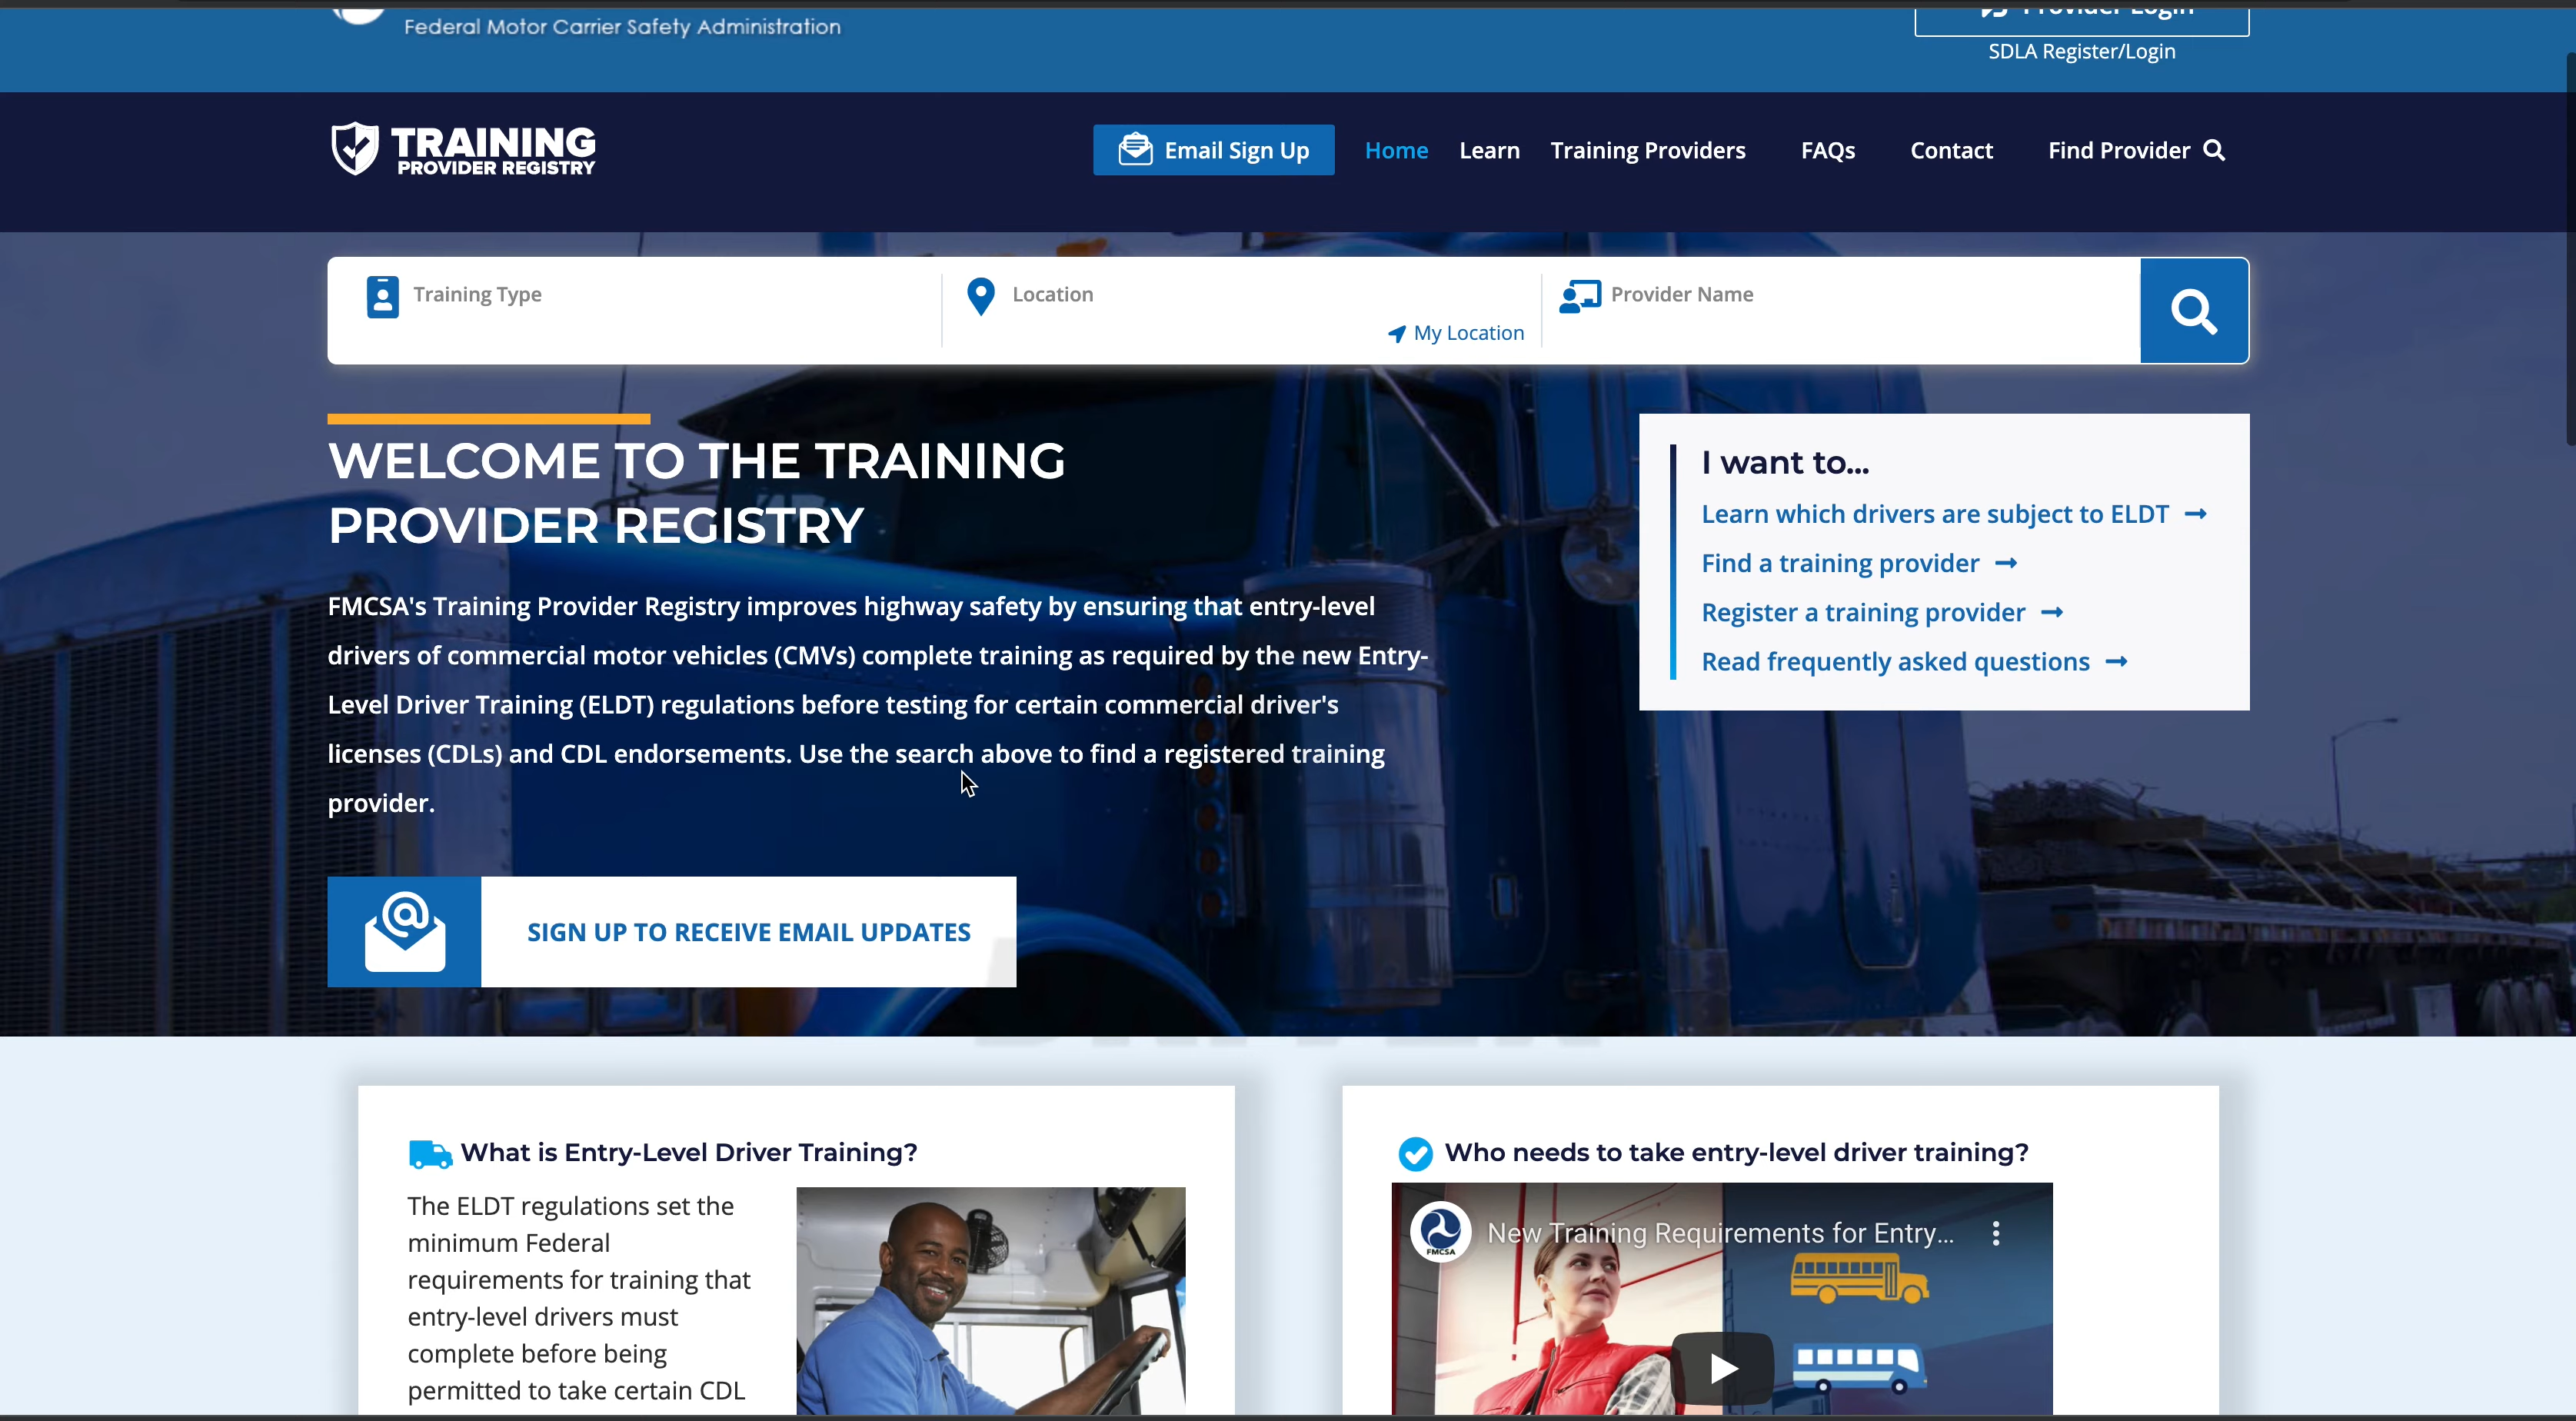 Federal Motor Carrier Safety Administration
Provider Login
SDLA Register/Login
TRAINING
PROVIDER REGISTRY
Email Sign Up
Home
Learn
Training Providers
FAQs
Contact
Find Provider
Training Type
Location
My Location
Provider Name
WELCOME TO THE TRAINING
PROVIDER REGISTRY
FMCSA's Training Provider Registry improves highway safety by ensuring that entry-level
drivers of commercial motor vehicles (CMVs) complete training as required by the new Entry-
Level Driver Training (ELDT) regulations before testing for certain commercial driver's
licenses (CDLs) and CDL endorsements. Use the search above to find a registered training
provider.
I want to...
Learn which drivers are subject to ELDT
Find a training provider
Register a training provider
Read frequently asked questions
SIGN UP TO RECEIVE EMAIL UPDATES
What is Entry-Level Driver Training?
The ELDT regulations set the
minimum Federal
requirements for training that
entry-level drivers must
complete before being
permitted to take certain CDL
Who needs to take entry-level driver training?
FMCSA
New Training Requirements for Entry...